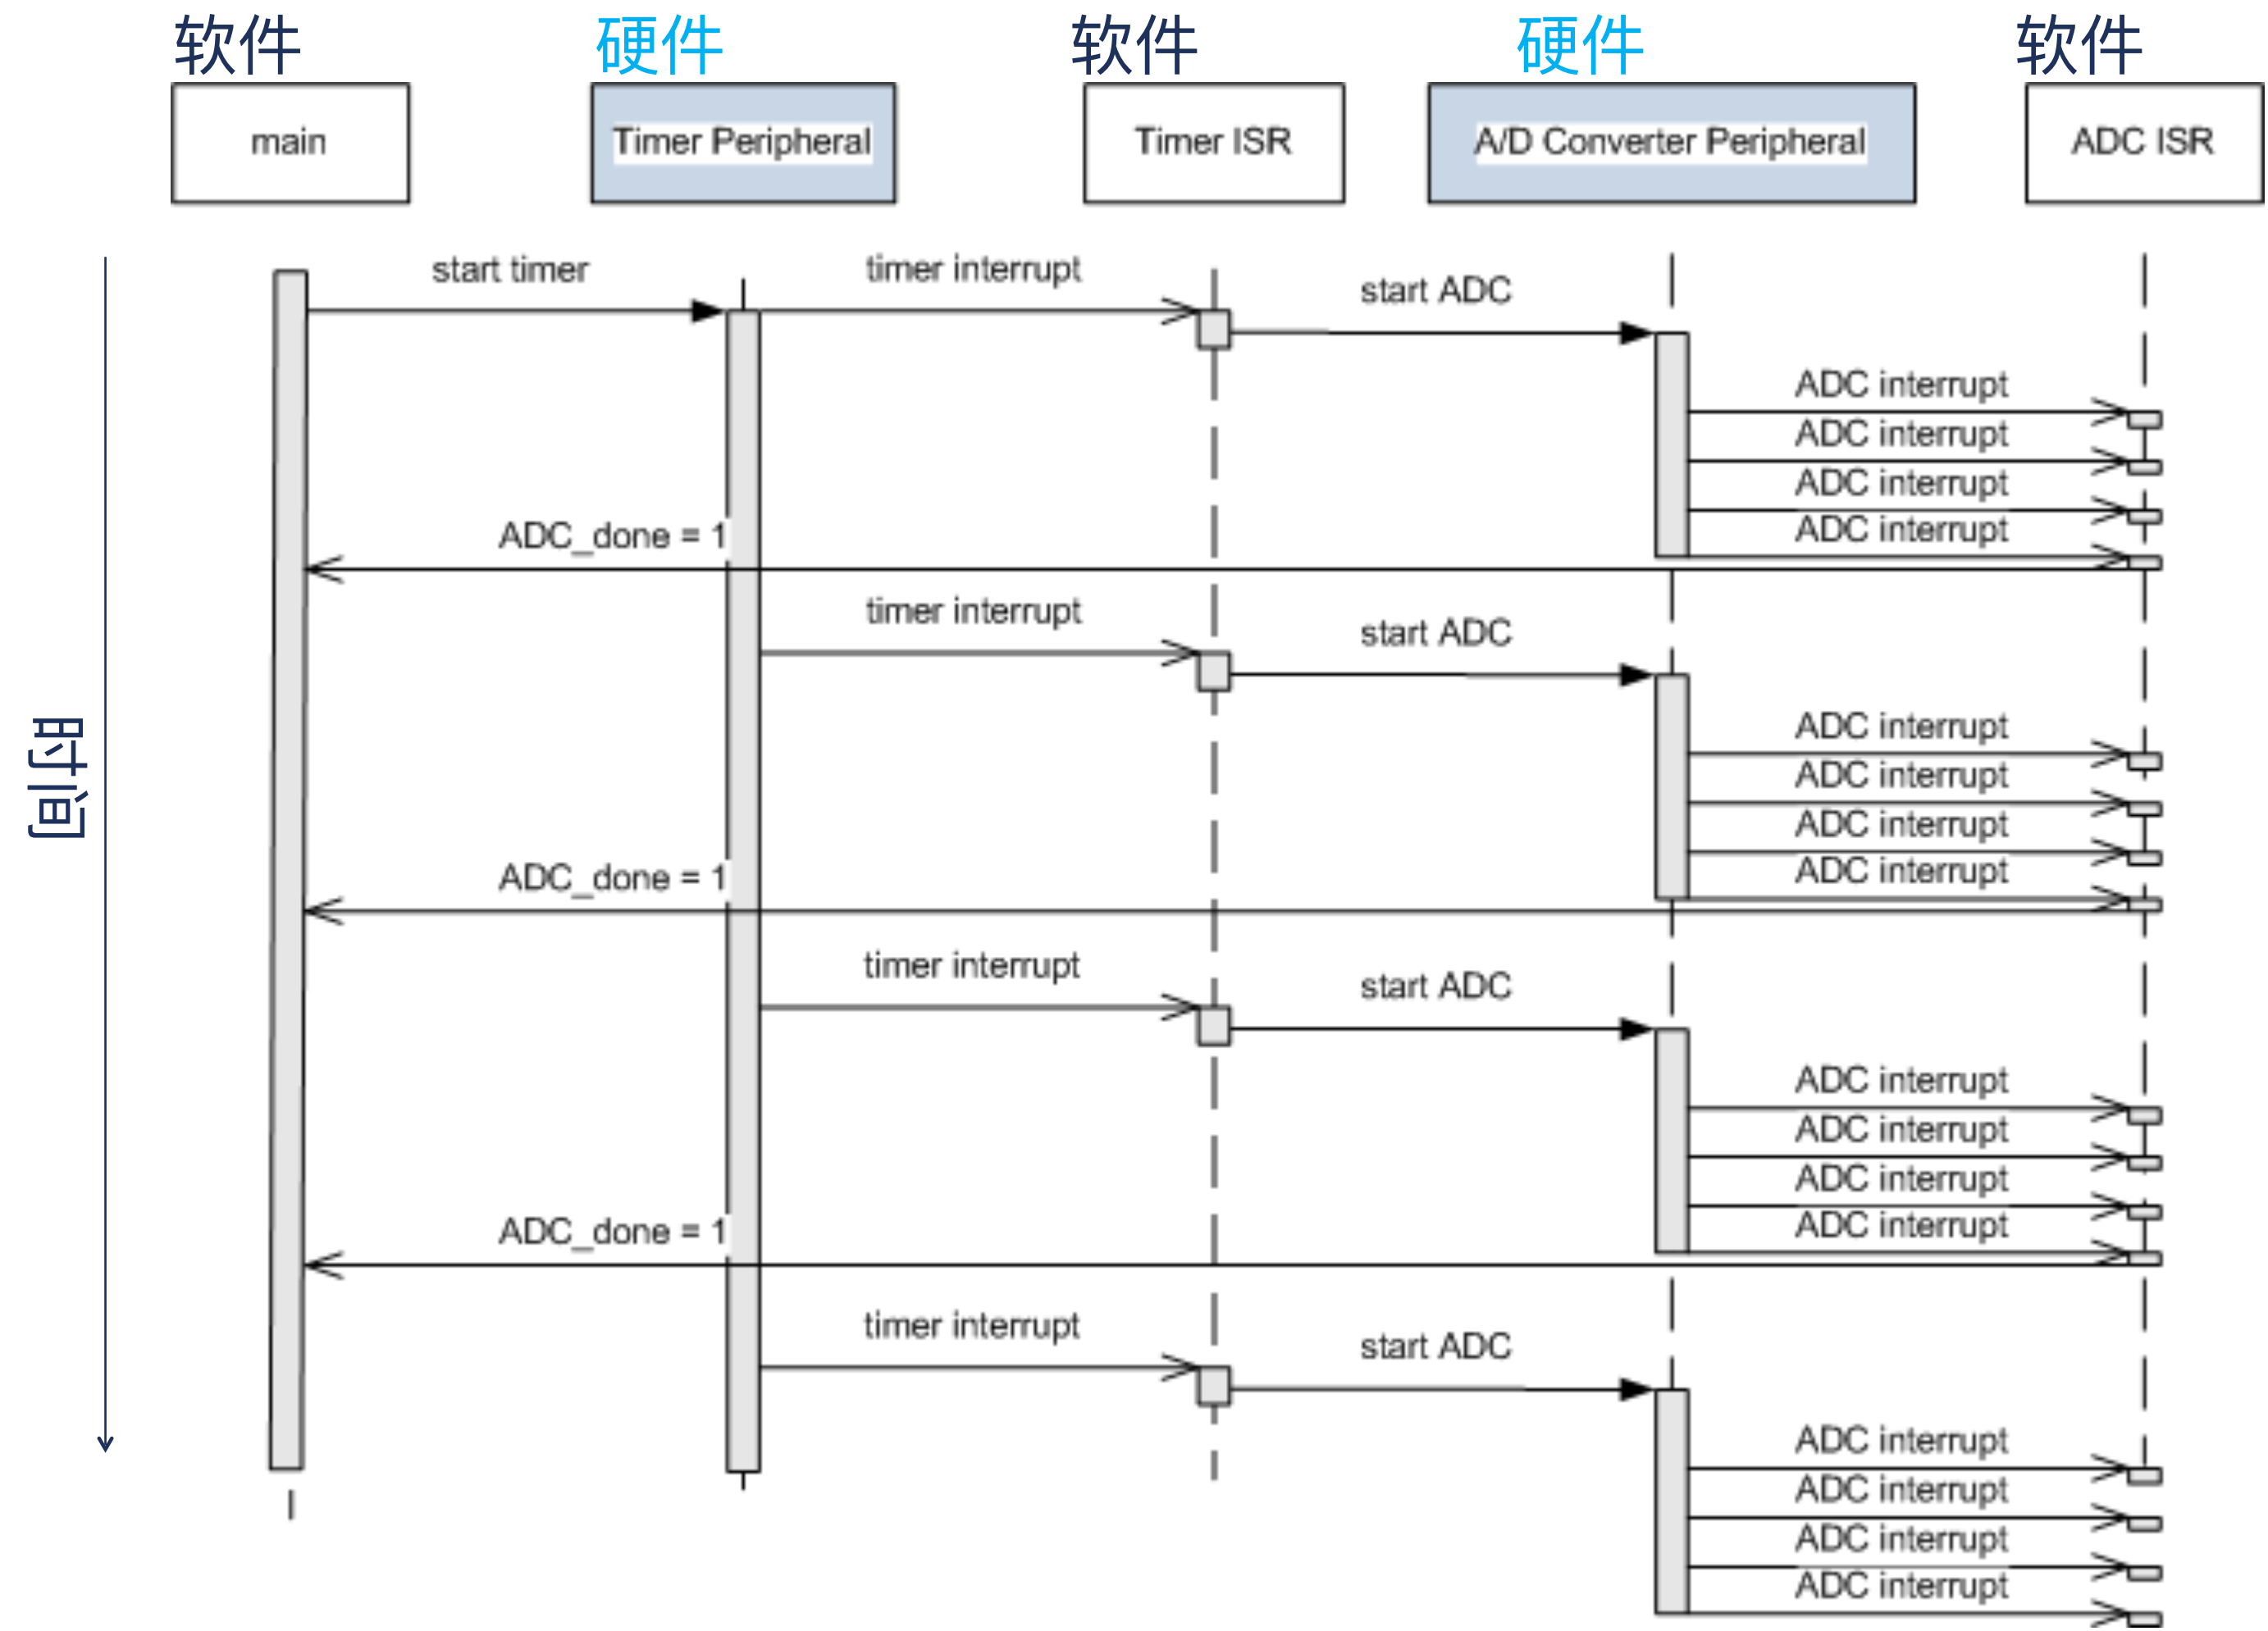 软件
硬件
软件
硬件
软件
main
Timer Peripheral
Timer ISR
A/D Converter Peripheral
ADC ISR
start timer
timer interrupt
start ADC
ADC interrupt
ADC interrupt
ADC interrupt
ADC interrupt
ADC_done = 1
timer interrupt
start ADC
时间
ADC interrupt
ADC interrupt
ADC interrupt
ADC interrupt
ADC_done = 1
timer interrupt
start ADC
ADC interrupt
ADC interrupt
ADC interrupt
ADC interrupt
ADC_done = 1
timer interrupt
start ADC
ADC interrupt
ADC interrupt
ADC interrupt
ADC interrupt